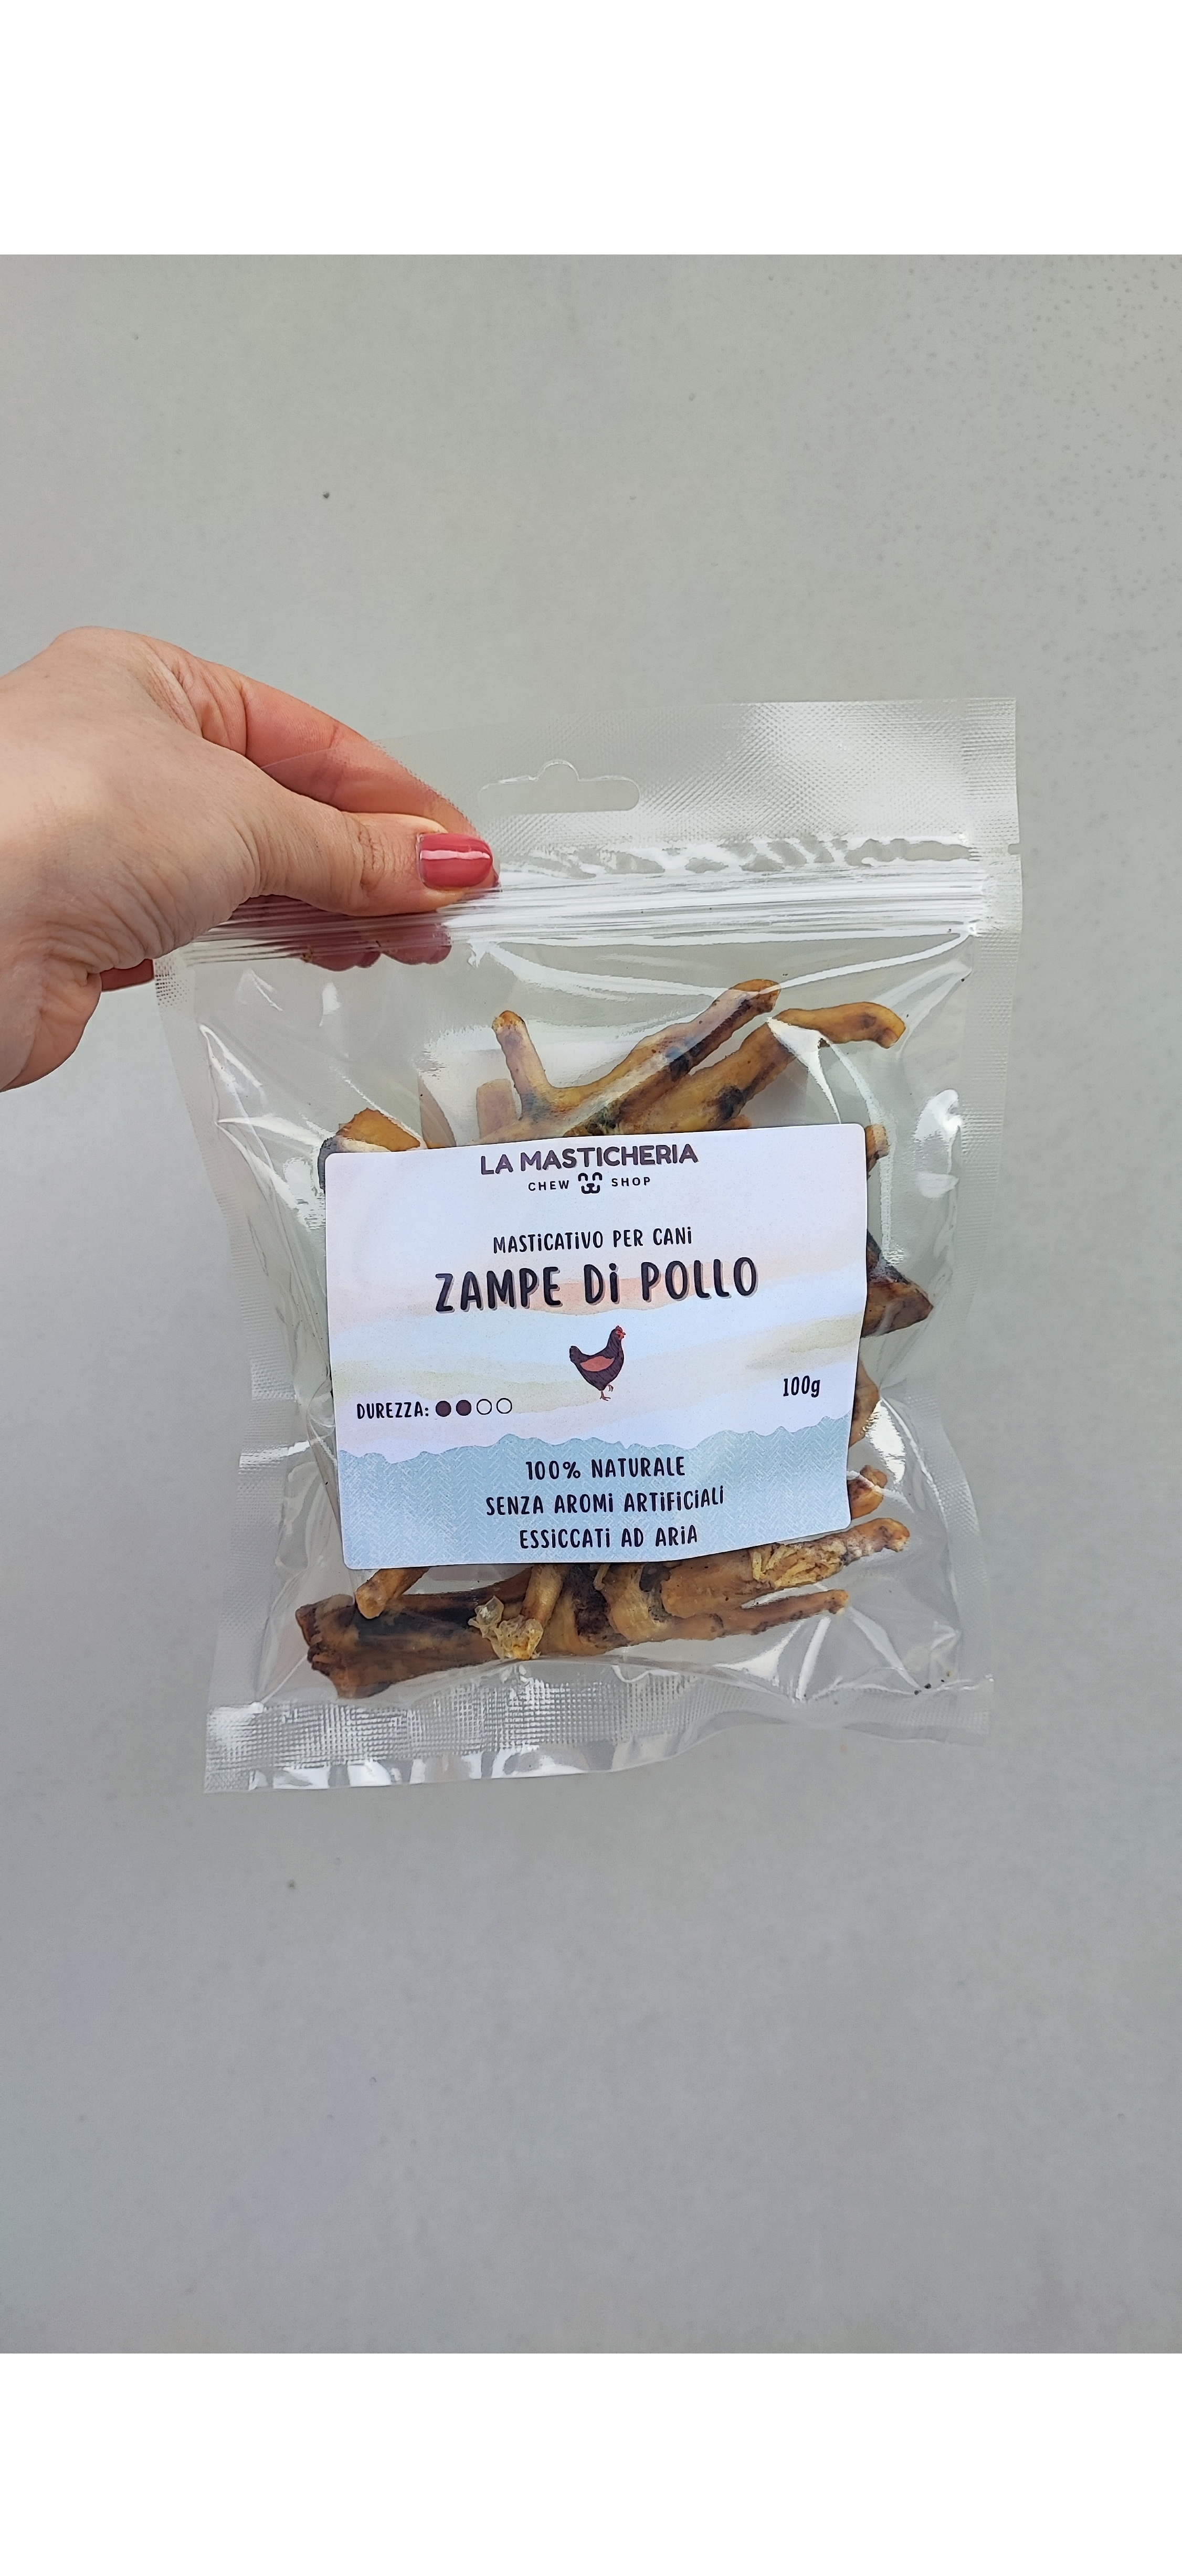 LA MASTICHERIA
CHEW SHOP
MASTiCATiVO PER CANi
ZAMPE Di POLLO
100g
DUREZZA:
100% NATURALE
SENZA AROMi ARTiFiCiALi
ESSiCCATi AD ARiA